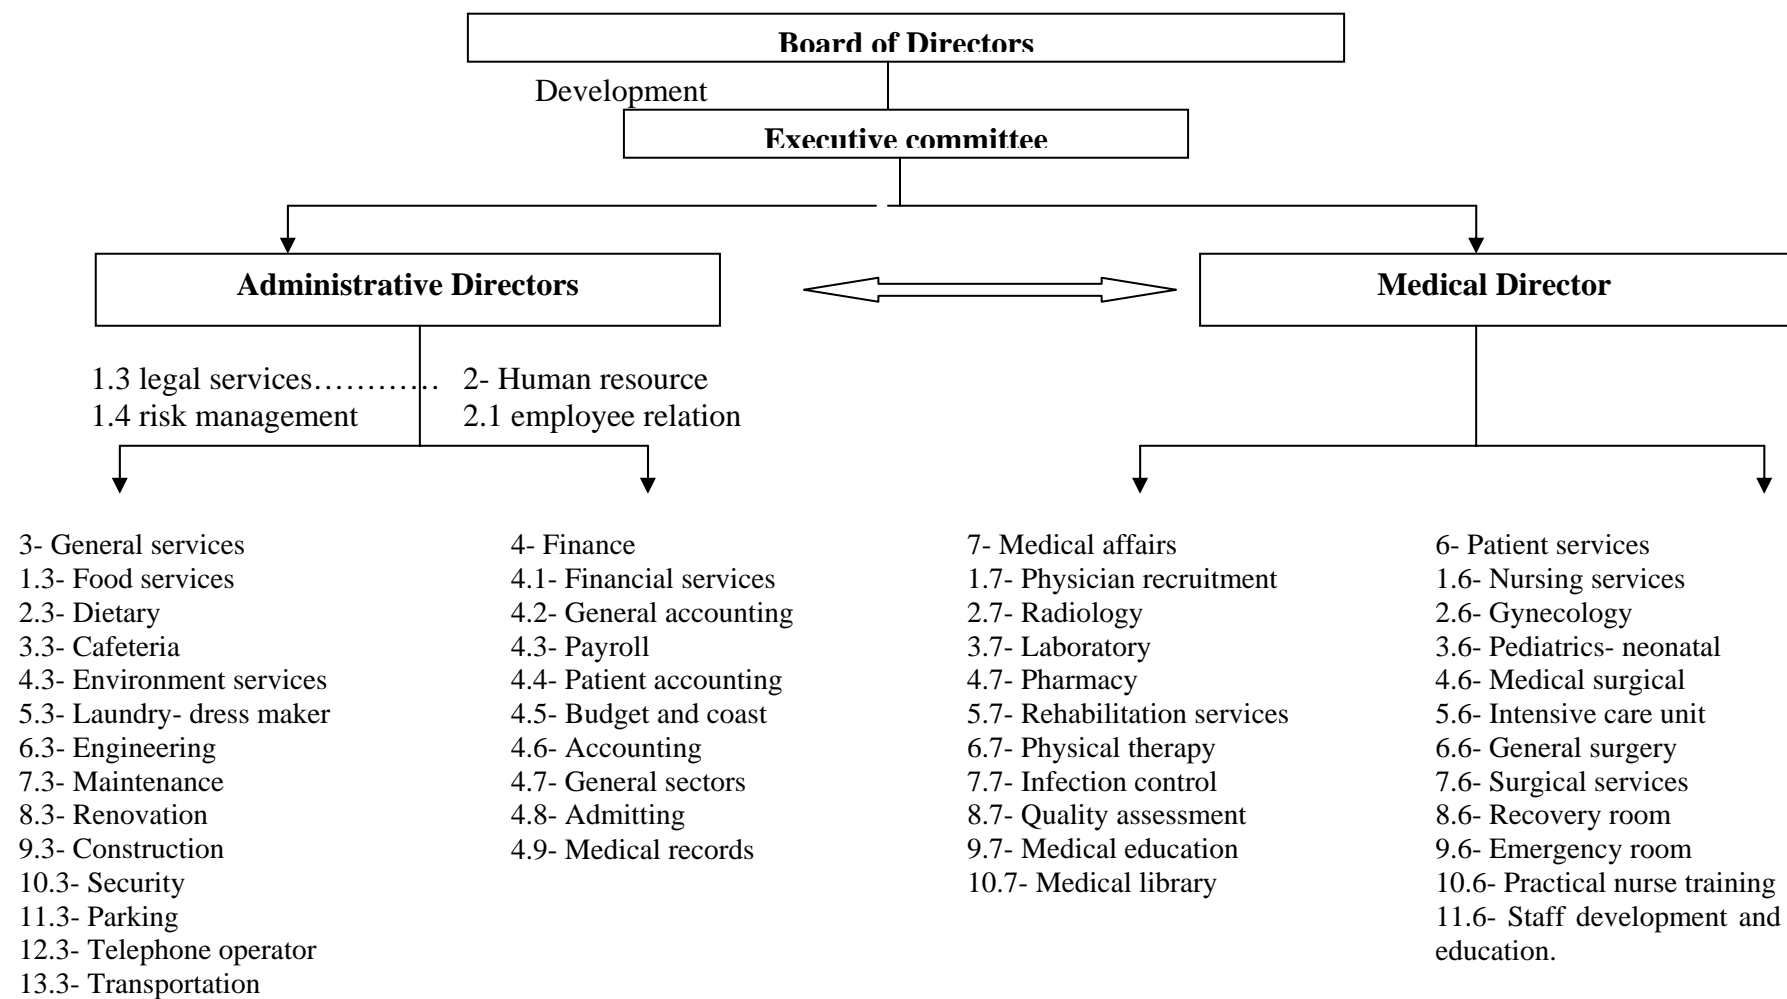 Board of Directors
Development
Executive committee
Administrative Directors
Medical Director
1.3 legal services............ 2- Human resource
1.4 risk management 2.1 employee relation
3- General services
1.3- Food services
2.3- Dietary
3.3- Cafeteria
4.3- Environment services
5.3- Laundry- dress maker
6.3- Engineering
7.3- Maintenance
8.3- Renovation
9.3- Construction
10.3- Security
11.3- Parking
12.3- Telephone operator
13.3- Transportation
4- Finance
4.1- Financial services
4.2- General accounting
4.3- Payroll
4.4- Patient accounting
4.5- Budget and coast
4.6- Accounting
4.7- General sectors
4.8- Admitting
4.9- Medical records
7- Medical affairs
1.7- Physician recruitment
2.7- Radiology
3.7- Laboratory
4.7- Pharmacy
5.7- Rehabilitation services
6.7- Physical therapy
7.7- Infection control
8.7- Quality assessment
9.7- Medical education
10.7- Medical library
6- Patient services
1.6- Nursing services
2.6- Gynecology
3.6- Pediatrics- neonatal
4.6- Medical surgical
5.6- Intensive care unit
6.6- General surgery
7.6- Surgical services
8.6- Recovery room
9.6- Emergency room
10.6- Practical nurse training
11.6- Staff development and
education.